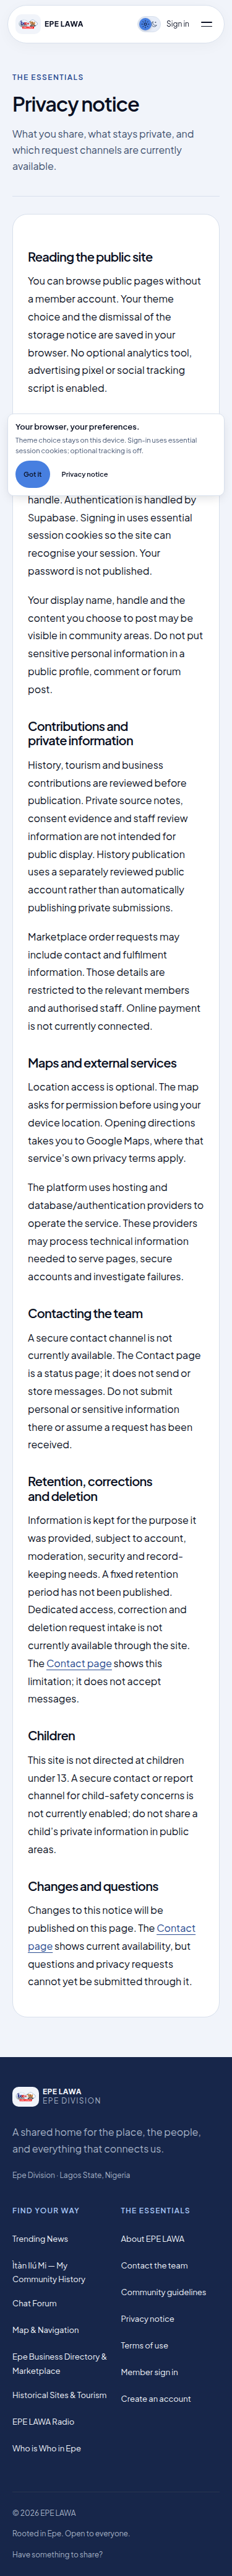 EPE LAWA
Sign in
THE ESSENTIALS
Privacy notice
What you share, what stays private, and
which request channels are currently
available.
Reading the public site
You can browse public pages without
a member account. Your theme
choice and the dismissal of the
storage notice are saved in your
browser. No optional analytics tool,
advertising pixel or social tracking
script is enabled.
Your browser, your preferences.
Theme choice stays on this device. Sign-in uses essential
session cookies; optional tracking is off.
Got it
Privacy notice
handle. Authentication is handled by
Supabase. Signing in uses essential
session cookies so the site can
recognise your session. Your
password is not published.
Your display name, handle and the
content you choose to post may be
visible in community areas. Do not put
sensitive personal information in a
public profile, comment or forum
post.
Contributions and
private information
History, tourism and business
contributions are reviewed before
publication. Private source notes,
consent evidence and staff review
information are not intended for
public display. History publication
uses a separately reviewed public
account rather than automatically
publishing private submissions.
Marketplace order requests may
include contact and fulfilment
information. Those details are
restricted to the relevant members
and authorised staff. Online payment
is not currently connected.
Maps and external services
Location access is optional. The map
asks for permission before using your
device location. Opening directions
takes you to Google Maps, where that
service's own privacy terms apply.
The platform uses hosting and
database/authentication providers to
operate the service. These providers
may process technical information
needed to serve pages, secure
accounts and investigate failures.
Contacting the team
A secure contact channel is not
currently available. The Contact page
is a status page; it does not send or
store messages. Do not submit
personal or sensitive information
there or assume a request has been
received.
Retention, corrections
and deletion
Information is kept for the purpose it
was provided, subject to account,
moderation, security and record-
keeping needs. A fixed retention
period has not been published.
Dedicated access, correction and
deletion request intake is not
currently available through the site.
The Contact page shows this
limitation; it does not accept
messages.
Children
This site is not directed at children
under 13. A secure contact or report
channel for child-safety concerns is
not currently enabled; do not share a
child's private information in public
areas.
Changes and questions
Changes to this notice will be
published on this page. The Contact
page shows current availability, but
questions and privacy requests
cannot yet be submitted through it.
EPE LAWA
EPE DIVISION
A shared home for the place, the people,
and everything that connects us.
Epe Division · Lagos State, Nigeria
FIND YOUR WAY
Trending News
Ìtàn Ilú Mi — My
Community History
Chat Forum
Map & Navigation
Epe Business Directory &
Marketplace
Historical Sites & Tourism
EPE LAWA Radio
Who is Who in Epe
THE ESSENTIALS
About EPE LAWA
Contact the team
Community guidelines
Privacy notice
Terms of use
Member sign in
Create an account
© 2026 EPE LAWA
Rooted in Epe. Open to everyone.
Have something to share?